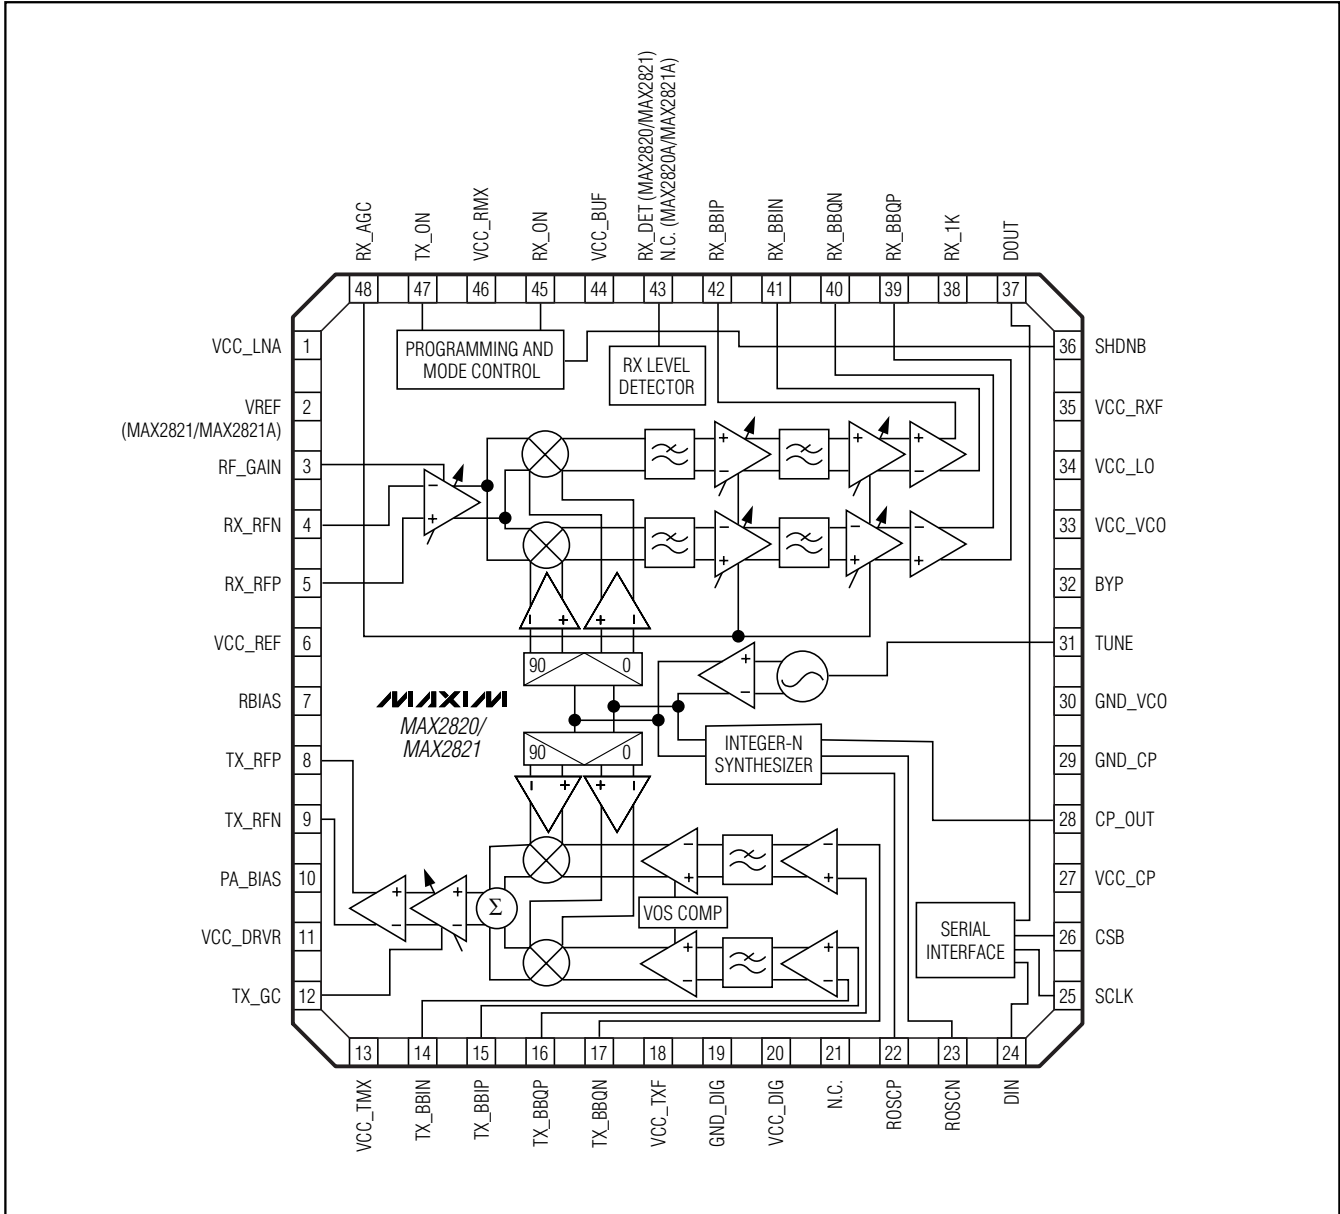 RX_AGC
TX_ON
VCC_RMX
RX_ON
VCC_BUF
RX_DET (MAX2820/MAX2821)
N.C. (MAX2820A/MAX2821A)
RX_BBIP
RX_BBIN
RX_BBQN
RX_BBQP
RX_1K
DOUT
48
47
46
45
44
43
42
41
40
39
38
37
VCC_LNA
1
VREF
(MAX2821/MAX2821A)
2
RF_GAIN
3
RX_RFN
4
RX_RFP
5
VCC_REF
6
RBIAS
7
TX_RFP
8
TX_RFN
9
PA_BIAS
10
VCC_DRVR
11
TX_GC
12
PROGRAMMING AND
MODE CONTROL
RX LEVEL
DETECTOR
+
−
+
+
−
−
−
+
−
−
−
+
+
+
−
+
+
−
90
0
+
−
MAXIM
MAX2820/
MAX2821
90
0
INTEGER-N
SYNTHESIZER
−
+
+
−
−
+
−
+
+
−
+
−
Σ
VOS COMP
+
−
+
−
SERIAL
INTERFACE
36
SHDNB
35
VCC_RXF
34
VCC_LO
33
VCC_VCO
32
BYP
31
TUNE
30
GND_VCO
29
GND_CP
28
CP_OUT
27
VCC_CP
26
CSB
25
SCLK
13
14
15
16
17
18
19
20
21
22
23
24
VCC_TMX
TX_BBIN
TX_BBIP
TX_BBQP
TX_BBQN
VCC_TXF
GND_DIG
VCC_DIG
N.C.
ROSCP
ROSCN
DIN